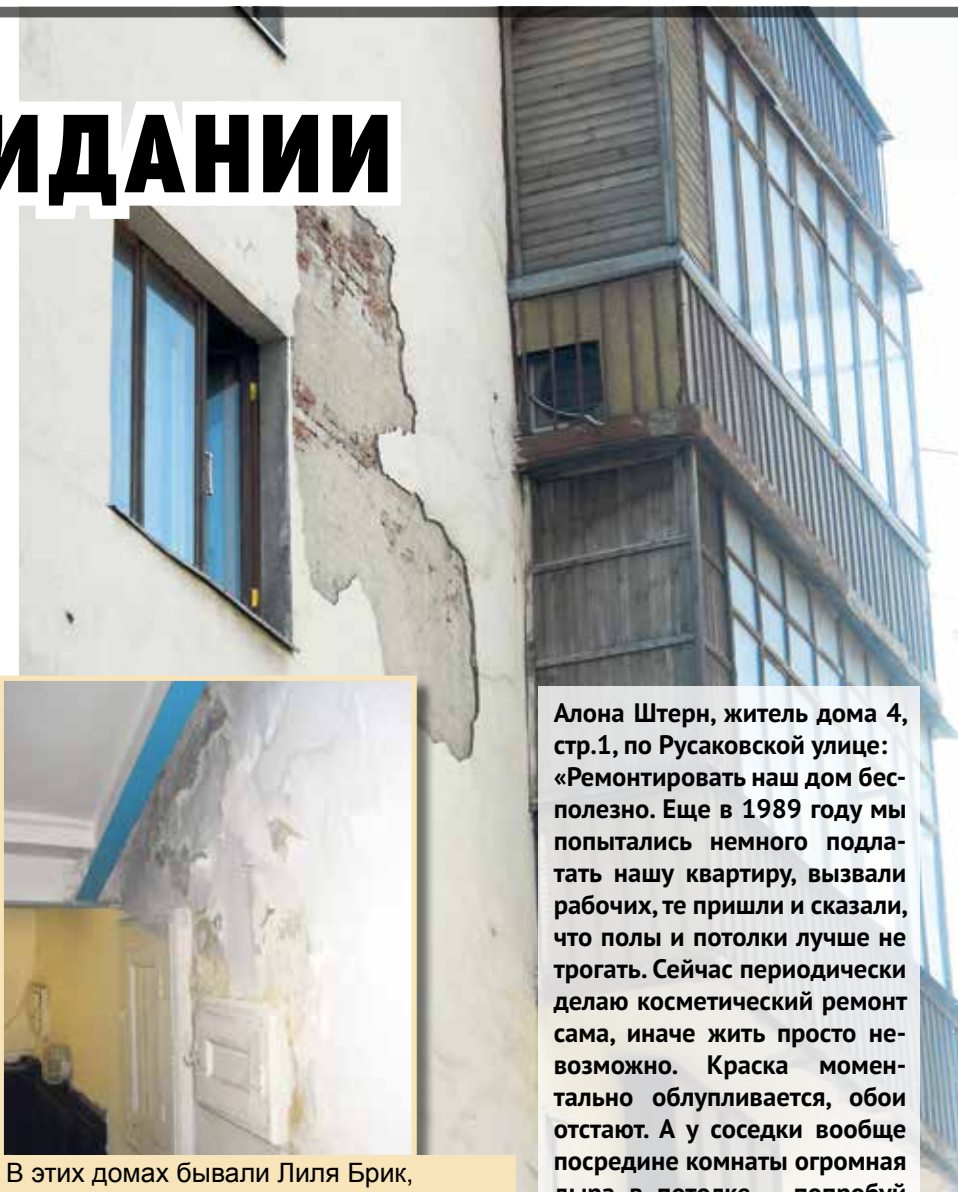 ИДАНИИ
Алона Штерн, житель дома 4,
стр.1, по Русаковской улице:
«Ремонтировать наш дом бес-
полезно. Еще в 1989 году мы
попытались немного подла-
тать нашу квартиру, вызвали
рабочих, те пришли и сказали,
что полы и потолки лучше не
трогать. Сейчас периодически
делаю косметический ремонт
сама, иначе жить просто не-
возможно. Краска момен-
тально облупливается, обои
отстают. А у соседки вообще
посредине комнаты огромная
дыра в потолке – попробуй
В этих домах бывали Лиля Брик,